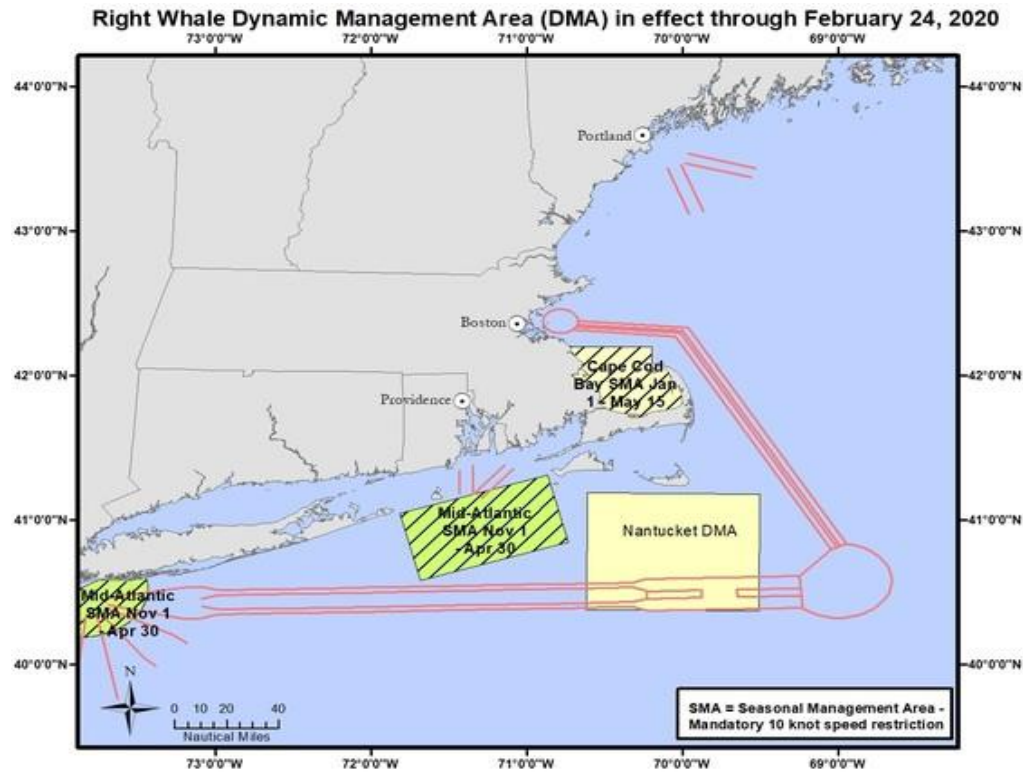 Right Whale Dynamic Management Area (DMA) in effect through February 24, 2020
73°0'0"W 72°0'0"W 71°0'0"W 70°0'0"W 69°0'0"W
44°0'0"N 44°0'0"N
Portland
43°0'0"N 43°0'0"N
Boston
42°0'0"N 42°0'0"N
Cape Cod
Bay SMA Jan
1 - May 15
Providence
41°0'0"N 41°0'0"N
Mid-Atlantic
SMA Nov 1
- Apr 30
Nantucket DMA
Mid-Atlantic
SMA Nov 1
- Apr 30
40°0'0"N 40°0'0"N
N
0 10 20 40
Nautical Miles
SMA = Seasonal Management Area -
Mandatory 10 knot speed restriction
73°0'0"W 72°0'0"W 71°0'0"W 70°0'0"W 69°0'0"W